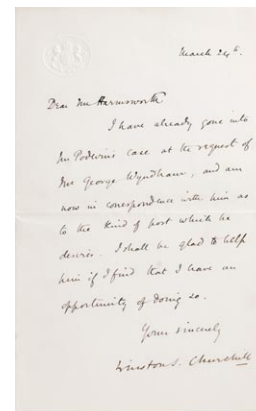 March 24th.
Dear Mr Harmsworth
I have already gone into
Mr Podevin's case at the request of
Mr George Wyndham, and am
now in correspondence with him as
to the kind of post which he
desires. I shall be glad to help
him if I find that I have an
opportunity of doing so.
Yours sincerely
Winston S. Churchill